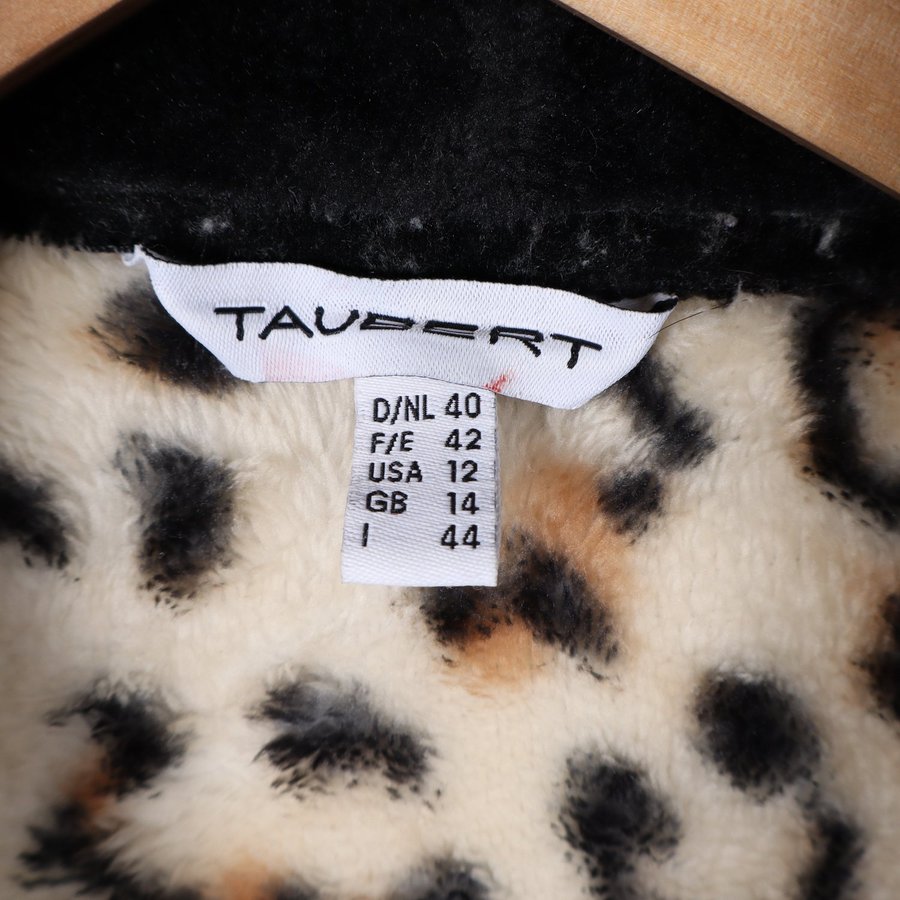 TAUBERT
D/NL 40
F/E 42
USA 12
GB 14
I 44